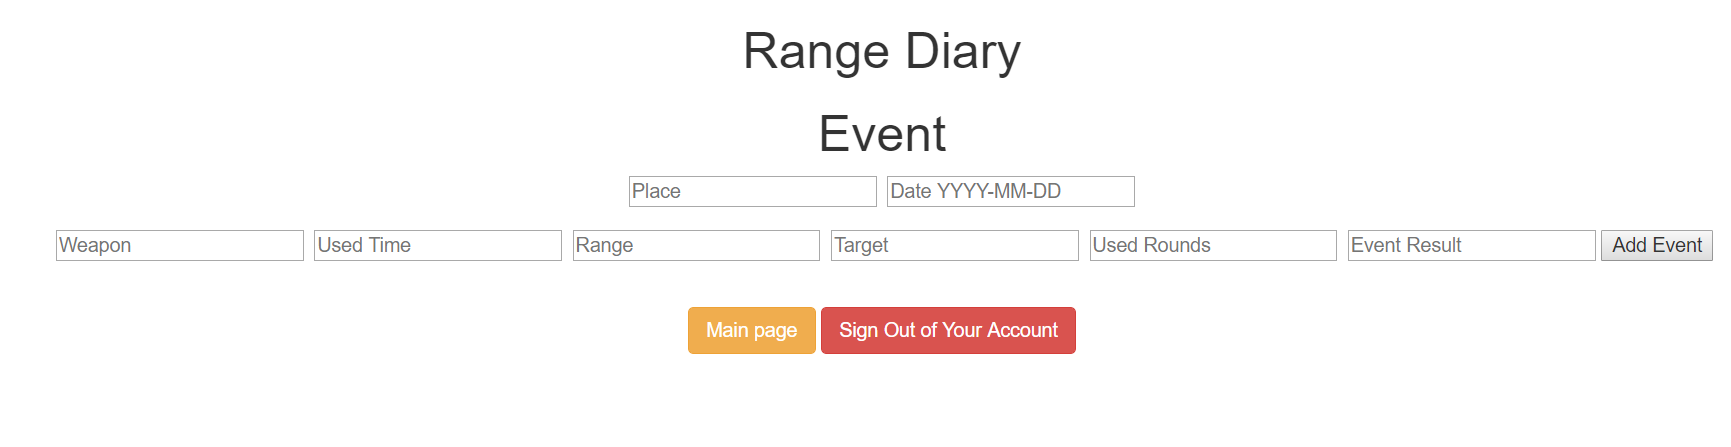 Range Diary
Event
Place Date YYYY-MM-DD
Weapon Used Time Range Target Used Rounds Event Result Add Event
Main page Sign Out of Your Account